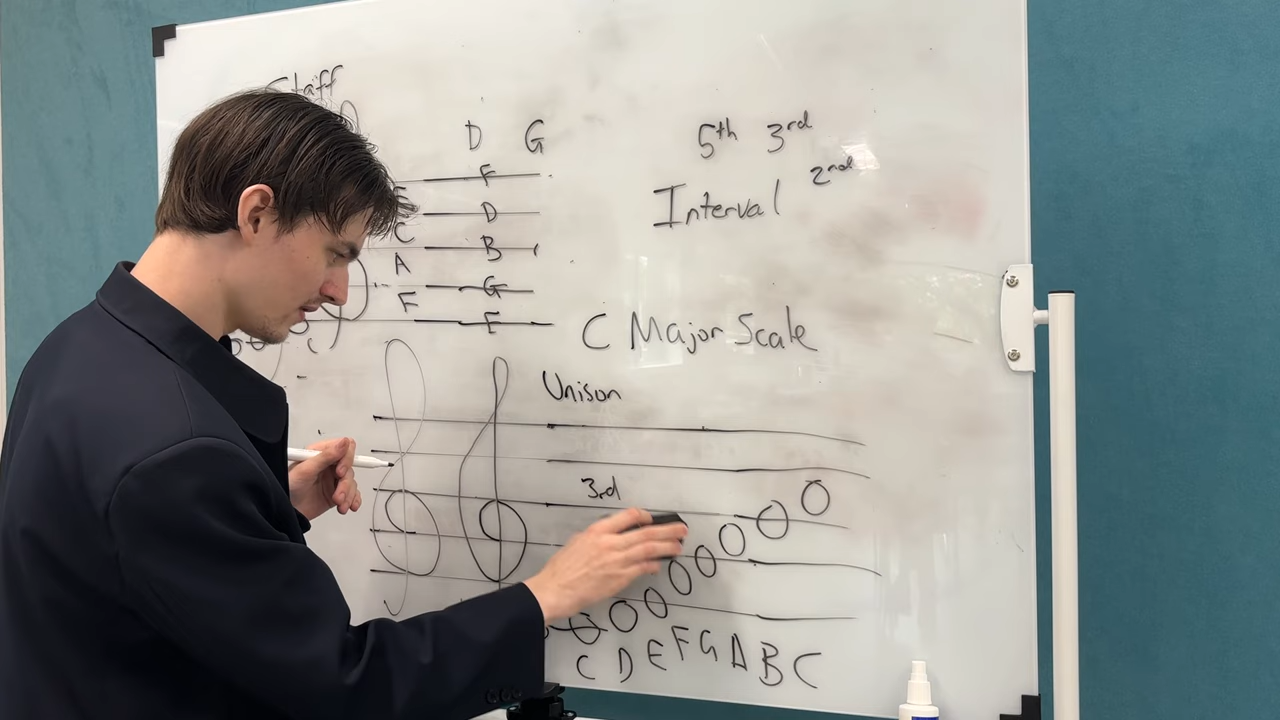 Staff
D G
F
E D
C B
A G
F E
5th 3rd
2nd
Interval
C Major Scale
Unison
3rd
C D E F G A B C